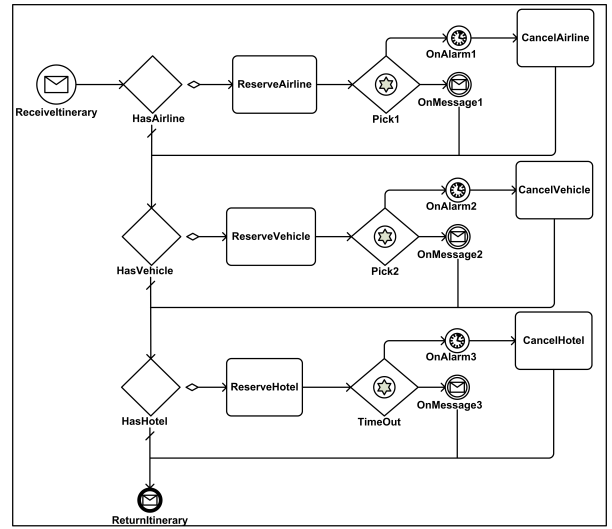 CancelAirline
OnAlarm1
ReserveAirline
ReceiveItinerary
HasAirline
Pick1
OnMessage1
CancelVehicle
OnAlarm2
ReserveVehicle
HasVehicle
Pick2
OnMessage2
CancelHotel
OnAlarm3
ReserveHotel
HasHotel
TimeOut
OnMessage3
ReturnItinerary